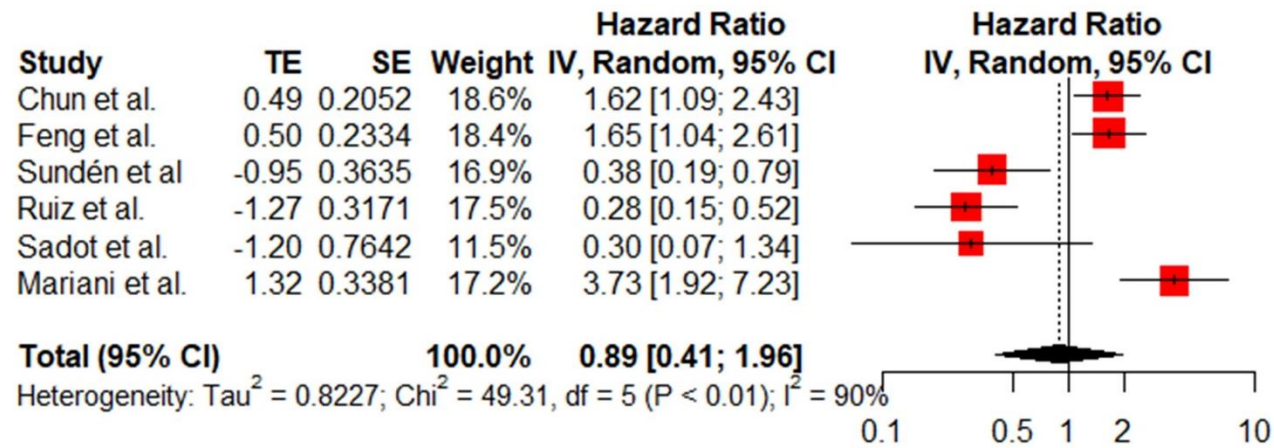 Hazard Ratio Hazard Ratio
Study TE SE Weight IV, Random, 95% CI IV, Random, 95% CI
Chun et al. 0.49 0.2052 18.6% 1.62 [1.09; 2.43]
Feng et al. 0.50 0.2334 18.4% 1.65 [1.04; 2.61]
Sundén et al -0.95 0.3635 16.9% 0.38 [0.19; 0.79]
Ruiz et al. -1.27 0.3171 17.5% 0.28 [0.15; 0.52]
Sadot et al. -1.20 0.7642 11.5% 0.30 [0.07; 1.34]
Mariani et al. 1.32 0.3381 17.2% 3.73 [1.92; 7.23]
Total (95% CI) 100.0% 0.89 [0.41; 1.96]
Heterogeneity: Tau² = 0.8227; Chi² = 49.31, df = 5 (P < 0.01); I² = 90%
0.1 0.5 1 2 10